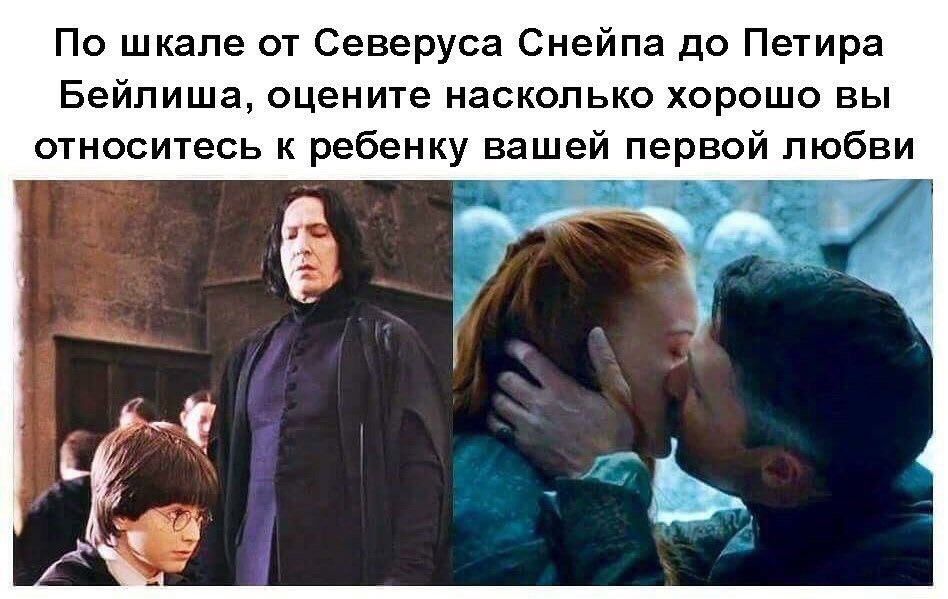 По шкале от Северуса Снейпа до Петира
Бейлиша, оцените насколько хорошо вы
относитесь к ребенку вашей первой любви